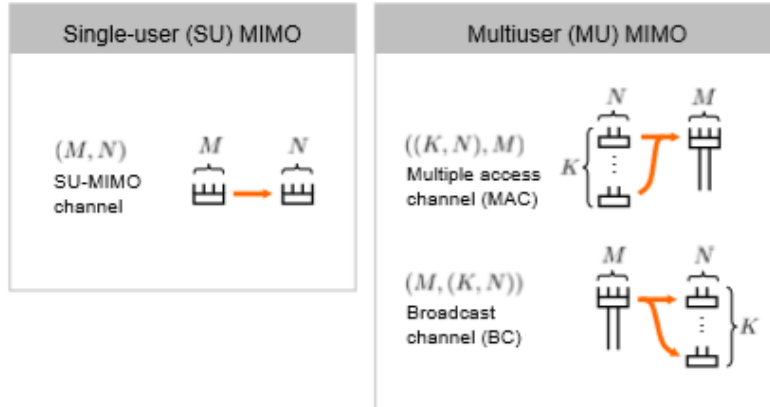 Single-user (SU) MIMO
(M, N)
SU-MIMO
channel
M
N
Multiuser (MU) MIMO
N
M
((K, N), M)
Multiple access
channel (MAC)
K
M
N
(M, (K, N))
Broadcast
channel (BC)
K